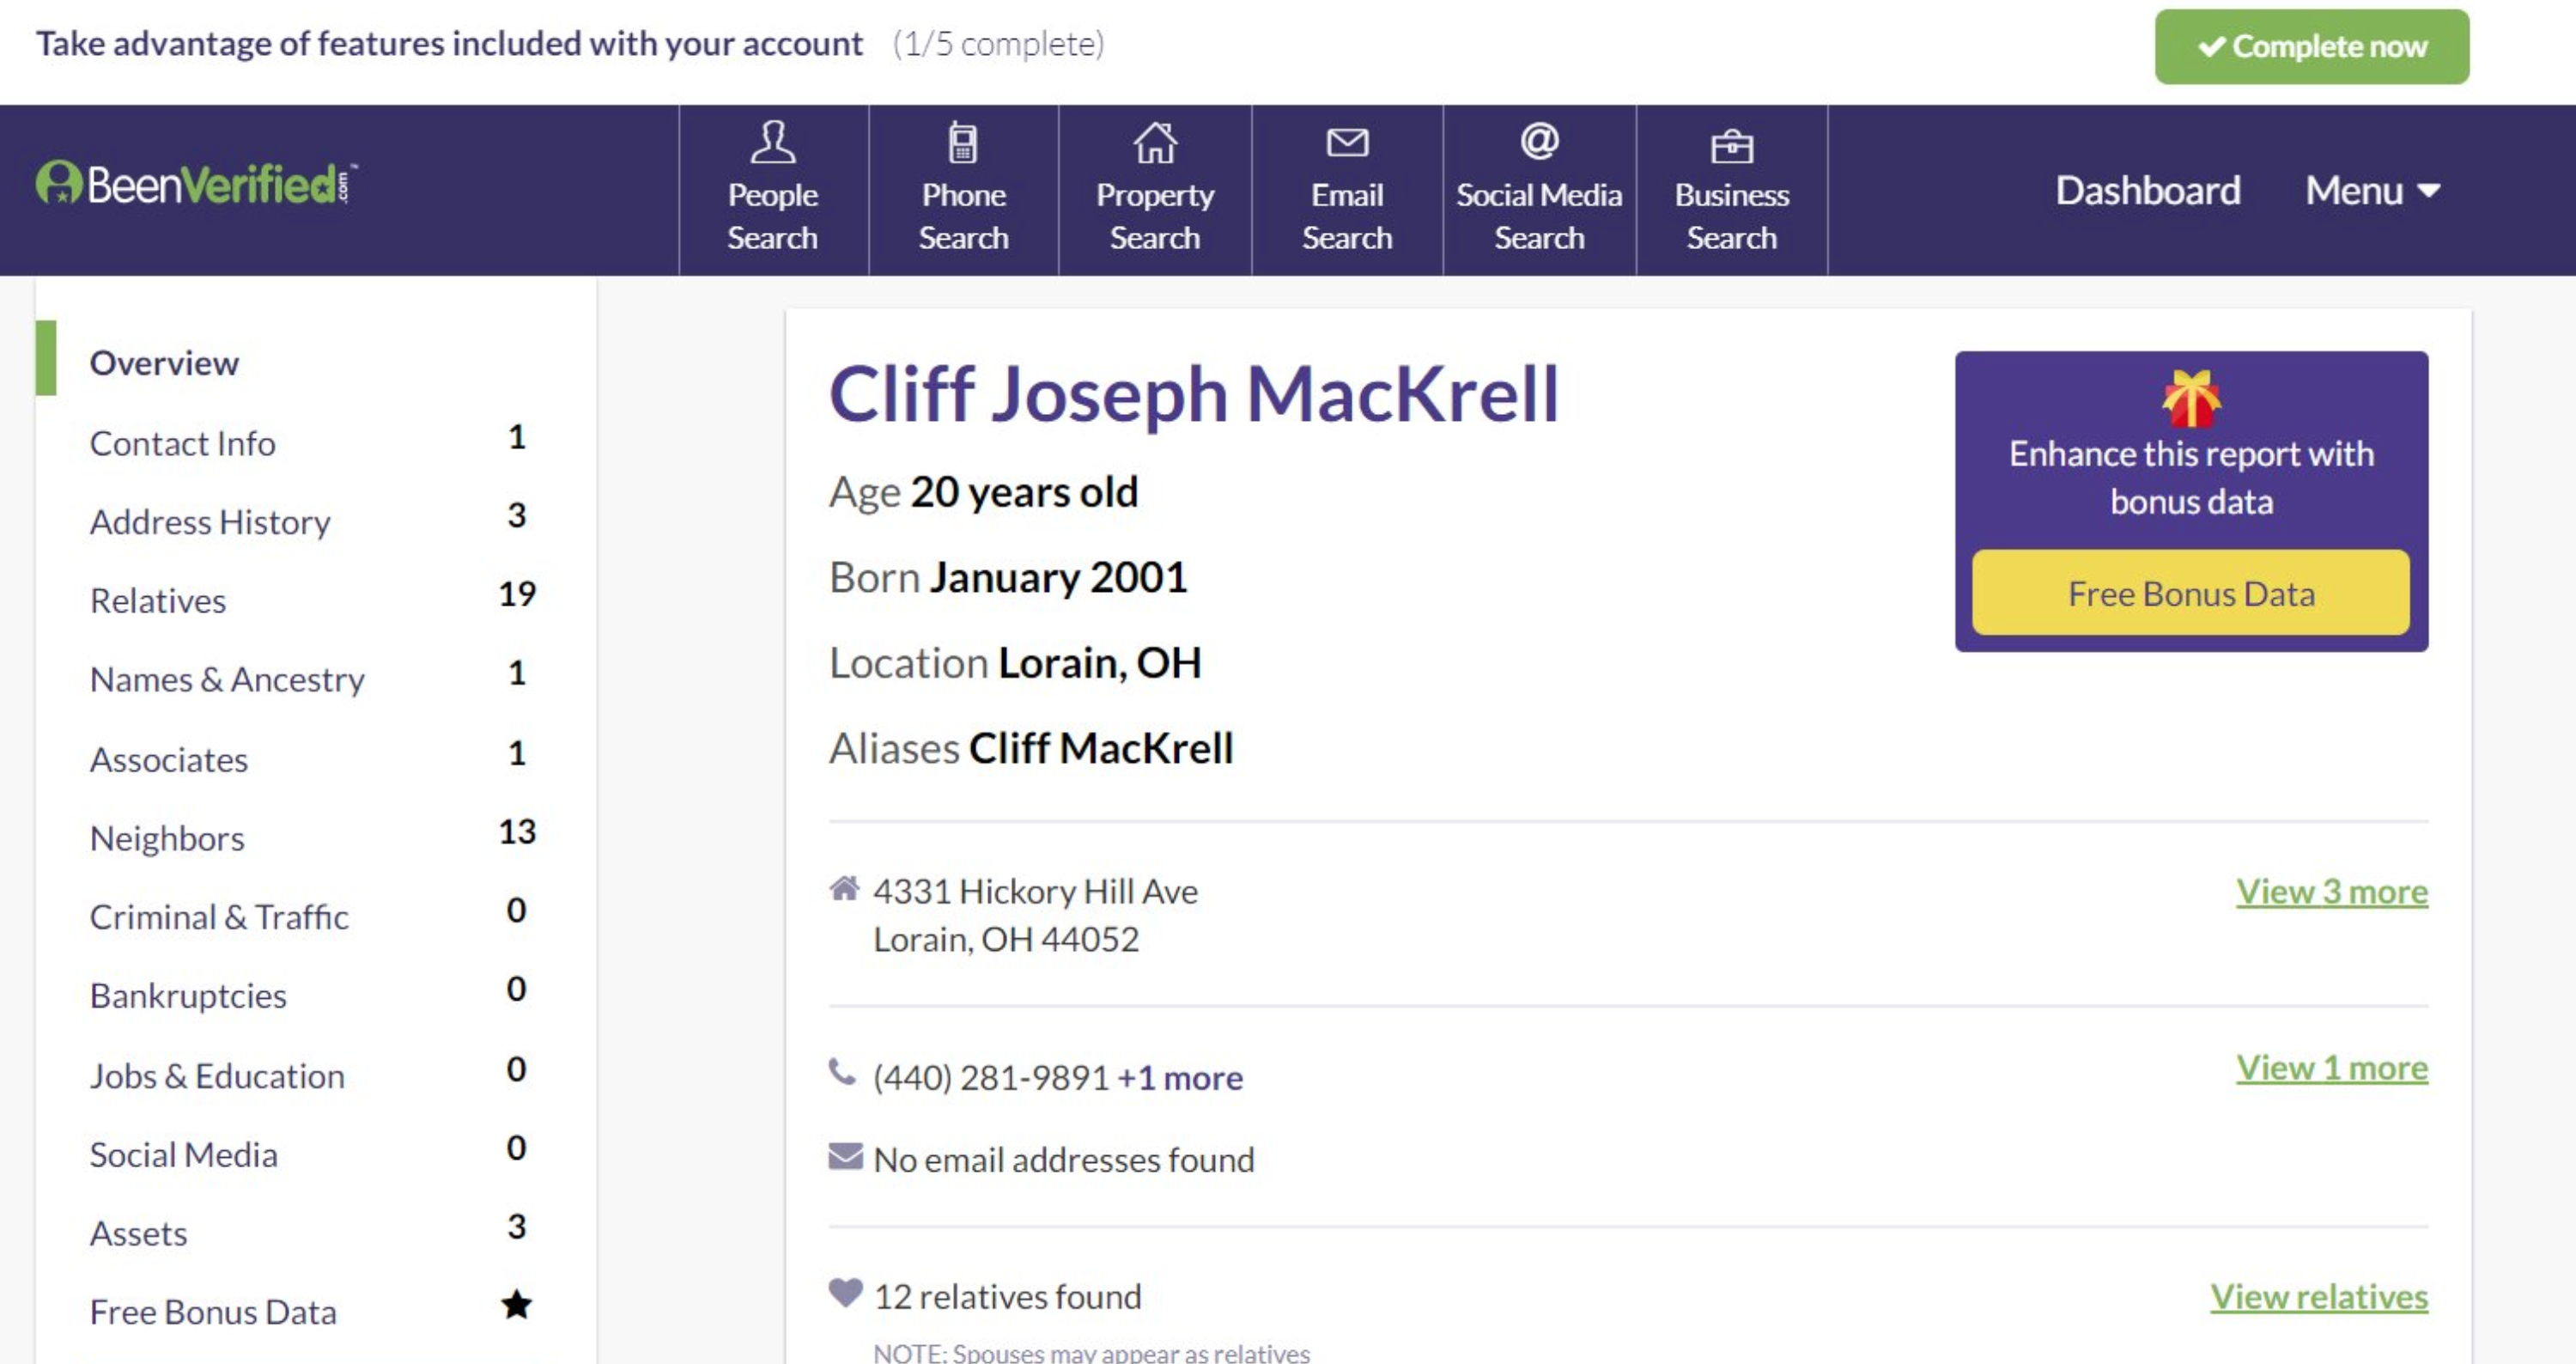 Take advantage of features included with your account (1/5 complete)
Complete now
BeenVerified.com™
People Search
Phone Search
Property Search
Email Search
Social Media Search
Business Search
Dashboard
Menu
Overview
Contact Info 1
Address History 3
Relatives 19
Names & Ancestry 1
Associates 1
Neighbors 13
Criminal & Traffic 0
Bankruptcies 0
Jobs & Education 0
Social Media 0
Assets 3
Free Bonus Data
Cliff Joseph MacKrell
Age 20 years old
Born January 2001
Location Lorain, OH
Aliases Cliff MacKrell
Enhance this report with
bonus data
Free Bonus Data
4331 Hickory Hill Ave
Lorain, OH 44052
View 3 more
(440) 281-9891 +1 more
View 1 more
No email addresses found
12 relatives found
View relatives
NOTE: Spouses may appear as relatives